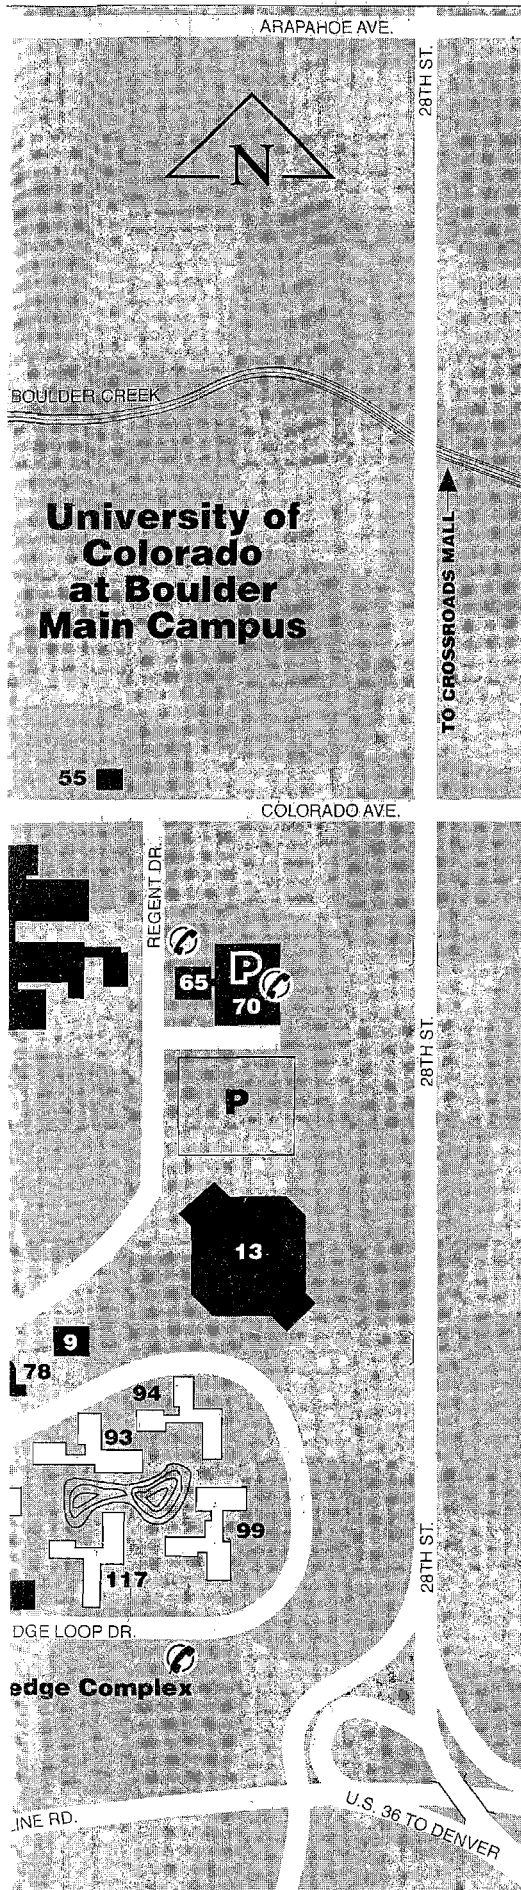 ARAPAHOE AVE.
28TH ST.
N
BOULDER CREEK
University of
Colorado
at Boulder
Main Campus
TO CROSSROADS MALL
55
COLORADO AVE.
REGENT DR.
65
P
70
28TH ST.
P
13
9
78
94
93
99
117
28TH ST.
DGE LOOP DR.
edge Complex
LINE RD.
U.S. 36 TO DENVER